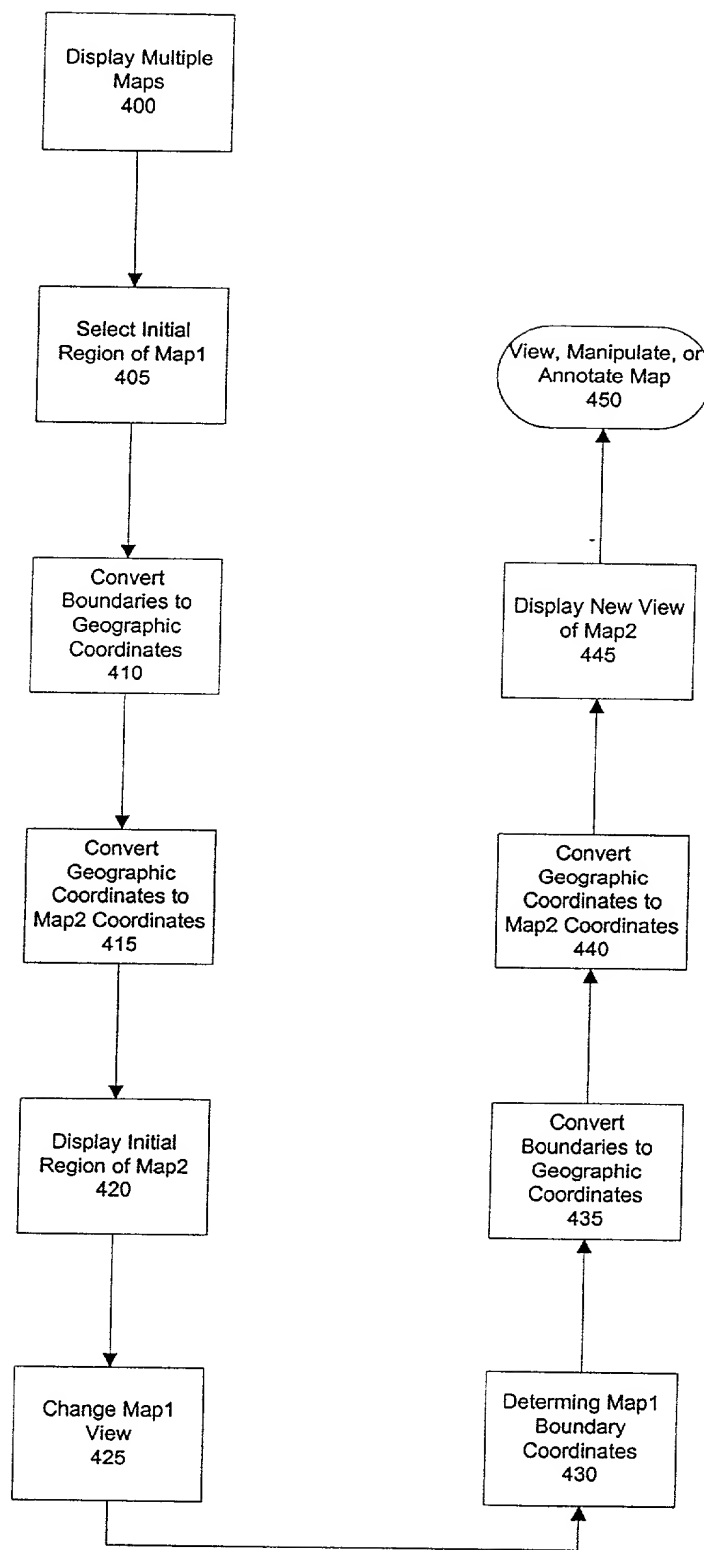 Display Multiple
Maps
400
Select Initial
Region of Map1
405
Convert
Boundaries to
Geographic
Coordinates
410
Convert
Geographic
Coordinates to
Map2 Coordinates
415
Display Initial
Region of Map2
420
Change Map1
View
425
Determing Map1
Boundary
Coordinates
430
Convert
Boundaries to
Geographic
Coordinates
435
Convert
Geographic
Coordinates to
Map2 Coordinates
440
Display New View
of Map2
445
View, Manipulate, or
Annotate Map
450